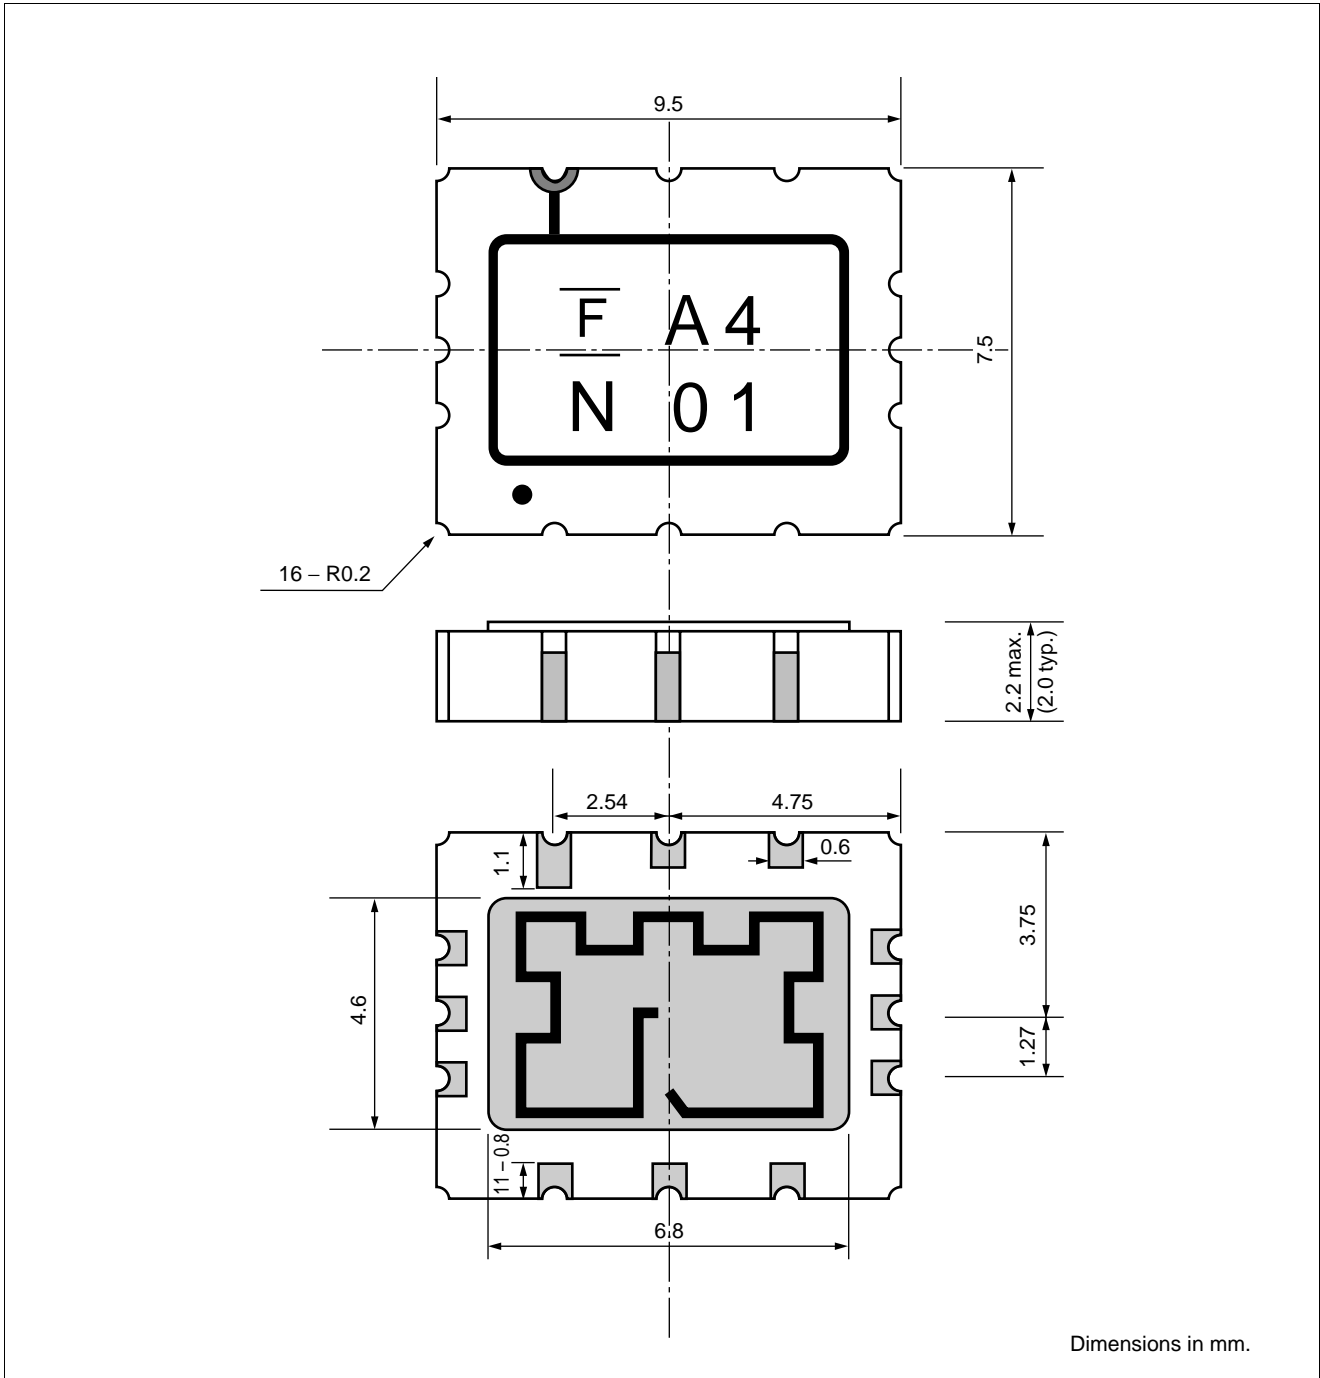 9.5
F A4
N 01
7.5
16 – R0.2
2.2 max.
(2.0 typ.)
2.54
4.75
1.1
0.6
3.75
4.6
1.27
11 – 0.8
6.8
Dimensions in mm.